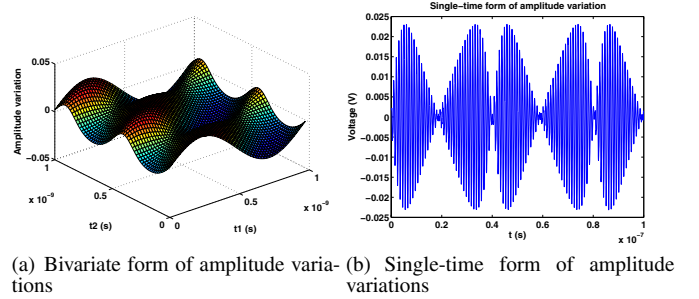 0.05
0
−0.05
Amplitude variation
1
0.5
0
x 10⁻⁹
t2 (s)
0
0.5
1
x 10⁻⁹
t1 (s)
Single−time form of amplitude variation
0.025
0.02
0.015
0.01
0.005
0
−0.005
−0.01
−0.015
−0.02
−0.025
Voltage (V)
0
0.2
0.4
0.6
0.8
1
t (s)
x 10⁻⁷
(a) Bivariate form of amplitude varia-
tions
(b) Single-time form of amplitude
variations